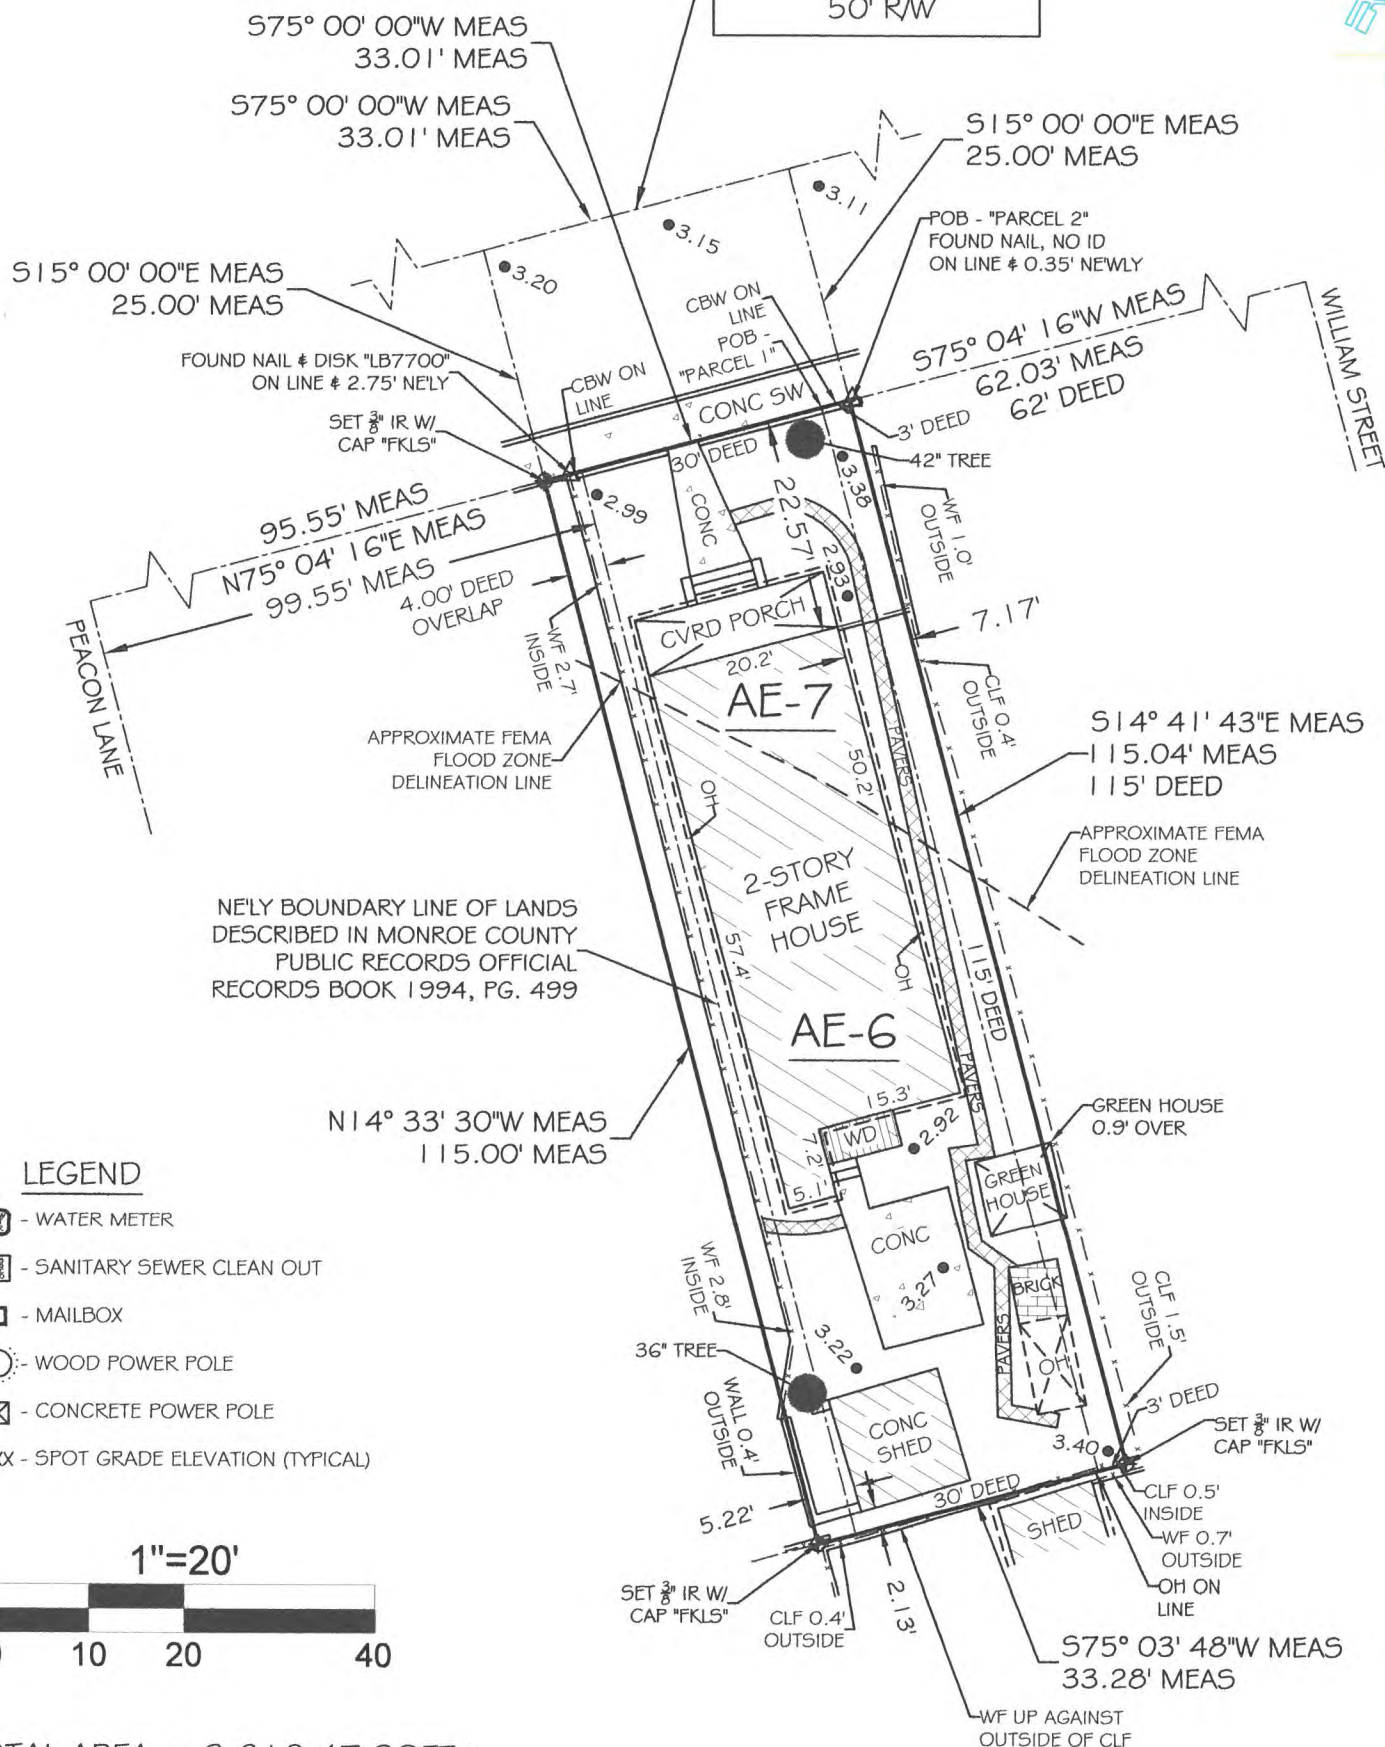 50' R/W
S75° 00' 00"W MEAS
33.01' MEAS
S75° 00' 00"W MEAS
33.01' MEAS
S15° 00' 00"E MEAS
25.00' MEAS
3.11
3.15
3.20
POB - "PARCEL 2"
FOUND NAIL, NO ID
ON LINE & 0.35' NEWLY
S15° 00' 00"E MEAS
25.00' MEAS
CBW ON
LINE
POB -
"PARCEL 1"
S75° 04' 16"W MEAS
62.03' MEAS
62' DEED
WILLIAM STREET
FOUND NAIL & DISK "LB7700"
ON LINE & 2.75' NE'LY
CBW ON
LINE
CONC SW
SET 3/8" IR W/
CAP "FKLS"
30' DEED
3' DEED
42" TREE
3.38
95.55' MEAS
N75° 04' 16"E MEAS
99.55' MEAS
2.99
CONC
22.57'
2.93
WF 1.0'
OUTSIDE
4.00' DEED
OVERLAP
PEACON LANE
WF 2.7'
INSIDE
CVRD PORCH
7.17'
20.2'
AE-7
CLF 0.4'
OUTSIDE
APPROXIMATE FEMA
FLOOD ZONE
DELINEATION LINE
PAVERS
50.2'
S14° 41' 43"E MEAS
115.04' MEAS
115' DEED
OH
APPROXIMATE FEMA
FLOOD ZONE
DELINEATION LINE
2-STORY
FRAME
HOUSE
NE'LY BOUNDARY LINE OF LANDS
DESCRIBED IN MONROE COUNTY
PUBLIC RECORDS OFFICIAL
RECORDS BOOK 1994, PG. 499
57.4'
OH
115' DEED
AE-6
PAVERS
N14° 33' 30"W MEAS
115.00' MEAS
15.3'
WD
7.2'
2.92
5.1'
GREEN HOUSE
0.9' OVER
GREEN
HOUSE
LEGEND
- WATER METER
- SANITARY SEWER CLEAN OUT
- MAILBOX
- WOOD POWER POLE
- CONCRETE POWER POLE
- SPOT GRADE ELEVATION (TYPICAL)
CONC
WF 2.8'
INSIDE
3.27
BRICK
CLF 1.5'
OUTSIDE
3.22
36" TREE
PAVERS
OH
WALL 0.4'
OUTSIDE
CONC
SHED
3' DEED
3.40
SET 3/8" IR W/
CAP "FKLS"
30' DEED
5.22'
CLF 0.5'
INSIDE
SHED
WF 0.7'
OUTSIDE
OH ON
LINE
1"=20'
10 20 40
SET 3/8" IR W/
CAP "FKLS"
CLF 0.4'
OUTSIDE
2.13'
S75° 03' 48"W MEAS
33.28' MEAS
WF UP AGAINST
OUTSIDE OF CLF